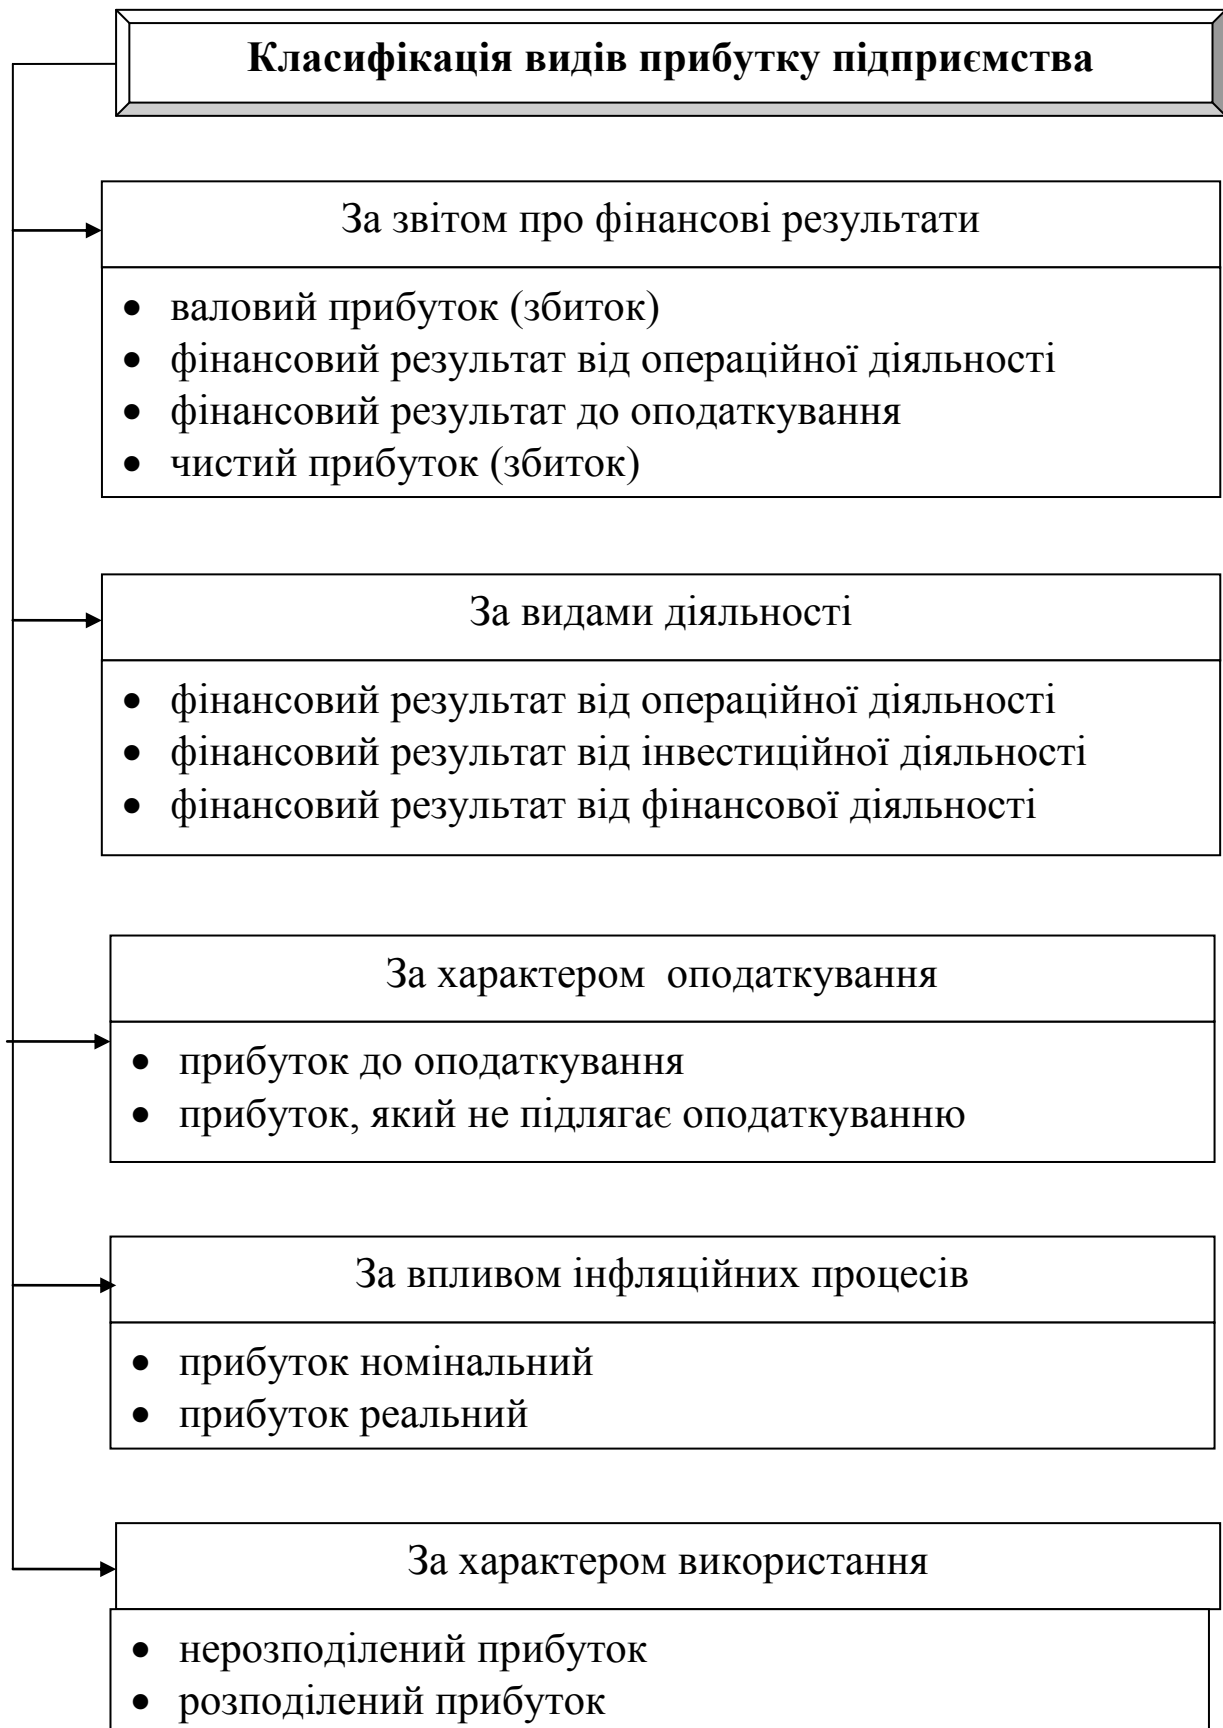 Класифікація видів прибутку підприємства
За звітом про фінансові результати
• валовий прибуток (збиток)
• фінансовий результат від операційної діяльності
• фінансовий результат до оподаткування
• чистий прибуток (збиток)
За видами діяльності
• фінансовий результат від операційної діяльності
• фінансовий результат від інвестиційної діяльності
• фінансовий результат від фінансової діяльності
За характером оподаткування
• прибуток до оподаткування
• прибуток, який не підлягає оподаткуванню
За впливом інфляційних процесів
• прибуток номінальний
• прибуток реальний
За характером використання
• нерозподілений прибуток
• розподілений прибуток